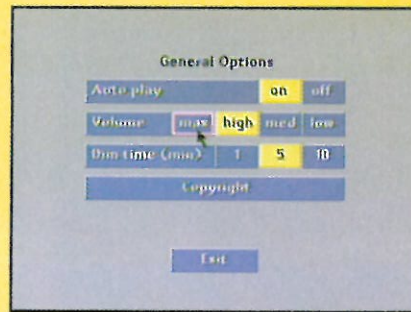 General Options
Auto play on off
Volume max high med low
Dim time (min) 1 5 10
Copyright
Exit